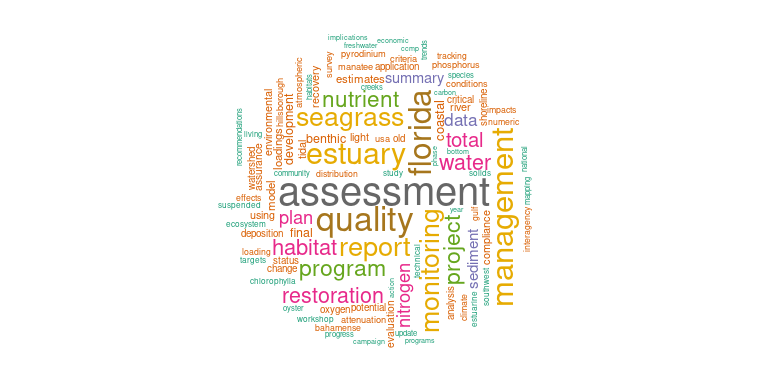 implications
economic
freshwater
ccmp
trends
pyrodinium
criteria
tracking
survey
atmospheric
manatee
application
phosphorus
recovery
habitats
estimates
summary
species
conditions
creeks
carbon
nutrient
critical
shoreline
impacts
environmental
hillsborough
seagrass
florida
coastal
river
numeric
recommendations
living
development
loadings
tidal
benthic
light
usa
old
data
total
management
estuary
phase
bottom
water
national
watershed
assurance
community
distribution
study
solids
model
assessment
mapping
effects
suspended
using
plan
quality
year
gulf
ecosystem
deposition
final
monitoring
project
sediment
compliance
interagency
habitat
report
loading
targets
status
change
program
technical
southwest
chlorophylla
restoration
nitrogen
action
analysis
climate
estuarine
oyster
oxygen
potential
evaluation
workshop
attenuation
bahamense
progress
update
campaign
programs